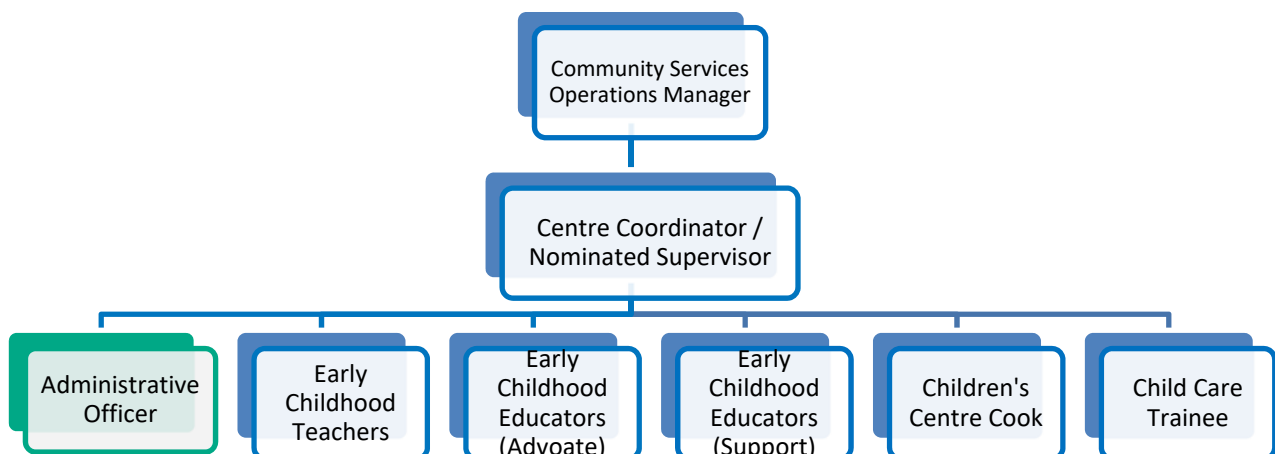 Community Services
Operations Manager
Centre Coordinator /
Nominated Supervisor
Administrative
Officer
Early
Childhood
Teachers
Early
Childhood
Educators
(Advoate)
Early
Childhood
Educators
(Support)
Children's
Centre Cook
Child Care
Trainee